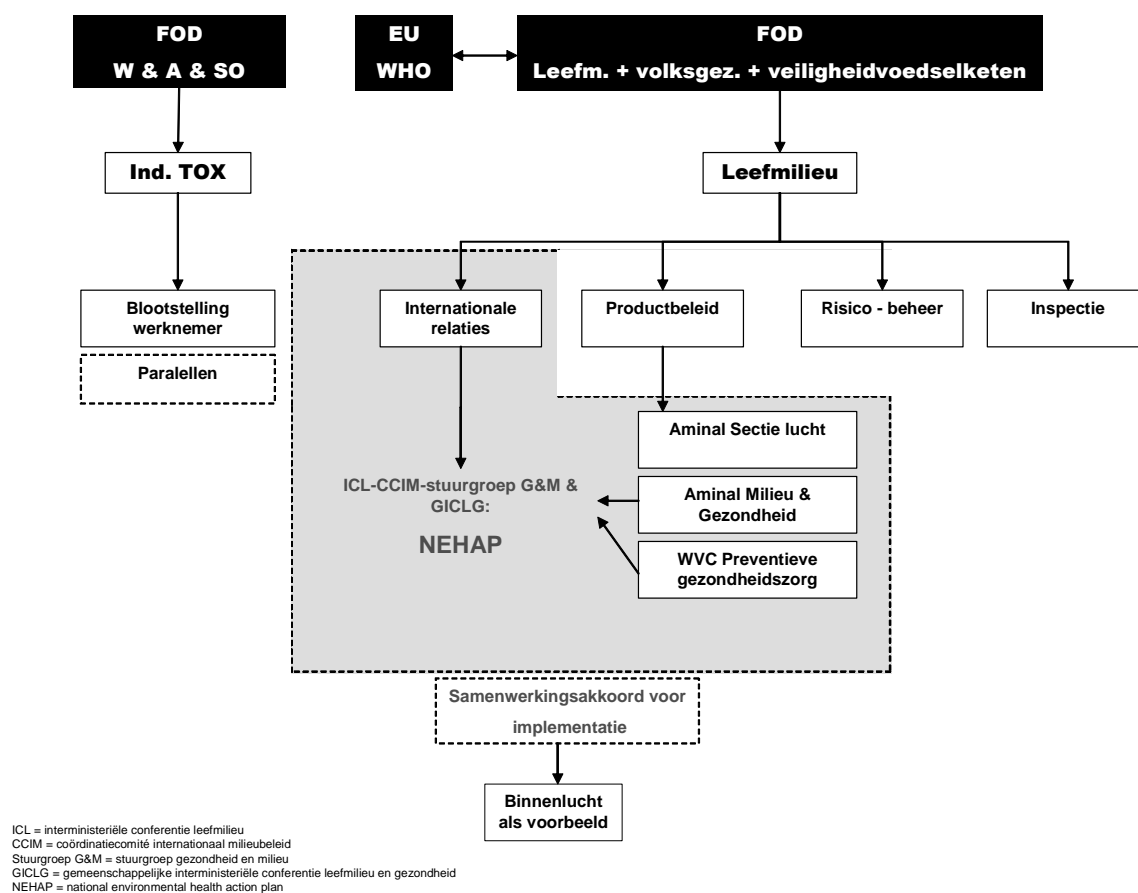 FOD
W & A & SO
EU
WHO
FOD
Leefm. + volksgez. + veiligheidvoedselketen
Ind. TOX
Leefmilieu
Blootstelling
werknemer
Paralellen
Internationale
relaties
Productbeleid
Risico - beheer
Inspectie
Aminal Sectie lucht
ICL-CCIM-stuurgroep G&M &
GICLG:
NEHAP
Aminal Milieu &
Gezondheid
WVC Preventieve
gezondheidszorg
Samenwerkingsakkoord voor
implementatie
Binnenlucht
als voorbeeld
ICL = interministeriële conferentie leefmilieu
CCIM = coördinatiecomité internationaal milieubeleid
Stuurgroep G&M = stuurgroep gezondheid en milieu
GICLG = gemeenschappelijke interministeriële conferentie leefmilieu en gezondheid
NEHAP = national environmental health action plan